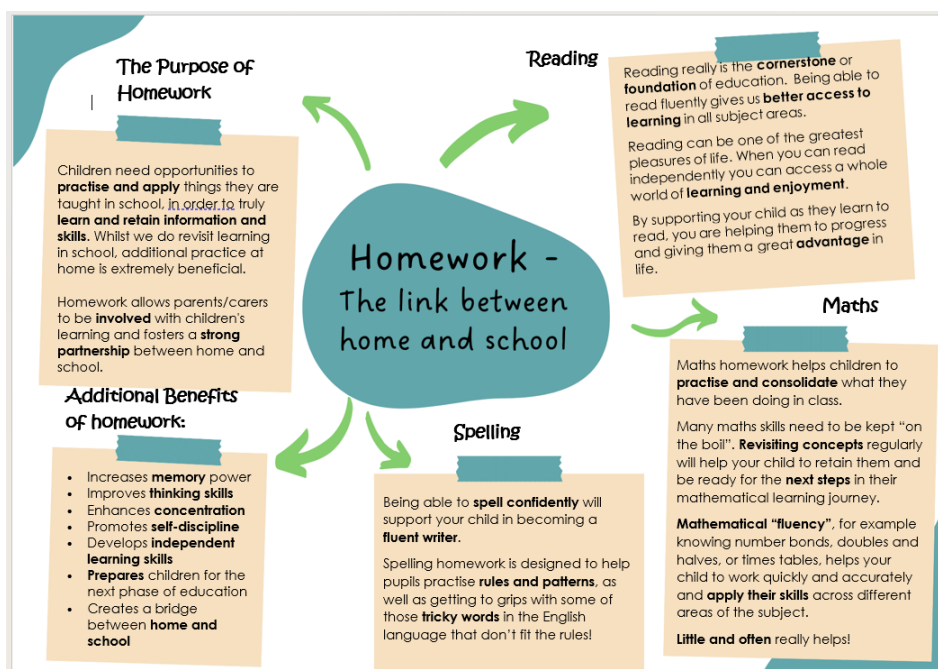 The Purpose of
Homework
Children need opportunities to
practise and apply things they are
taught in school, in order to truly
learn and retain information and
skills. Whilst we do revisit learning
in school, additional practice at
home is extremely beneficial.
Homework allows parents/carers
to be involved with children's
learning and fosters a strong
partnership between home and
school.
Reading
Reading really is the cornerstone or
foundation of education. Being able to
read fluently gives us better access to
learning in all subject areas.
Reading can be one of the greatest
pleasures of life. When you can read
independently you can access a whole
world of learning and enjoyment.
By supporting your child as they learn to
read, you are helping them to progress
and giving them a great advantage in
life.
Homework -
The link between
home and school
Maths
Maths homework helps children to
practise and consolidate what they
have been doing in class.
Many maths skills need to be kept “on
the boil”. Revisiting concepts regularly
will help your child to retain them and
be ready for the next steps in their
mathematical learning journey.
Mathematical “fluency”, for example
knowing number bonds, doubles and
halves, or times tables, helps your
child to work quickly and accurately
and apply their skills across different
areas of the subject.
Little and often really helps!
Additional Benefits
of homework:
• Increases memory power
• Improves thinking skills
• Enhances concentration
• Promotes self-discipline
• Develops independent
learning skills
• Prepares children for the
next phase of education
• Creates a bridge
between home and
school
Spelling
Being able to spell confidently will
support your child in becoming a
fluent writer.
Spelling homework is designed to help
pupils practise rules and patterns, as
well as getting to grips with some of
those tricky words in the English
language that don’t fit the rules!